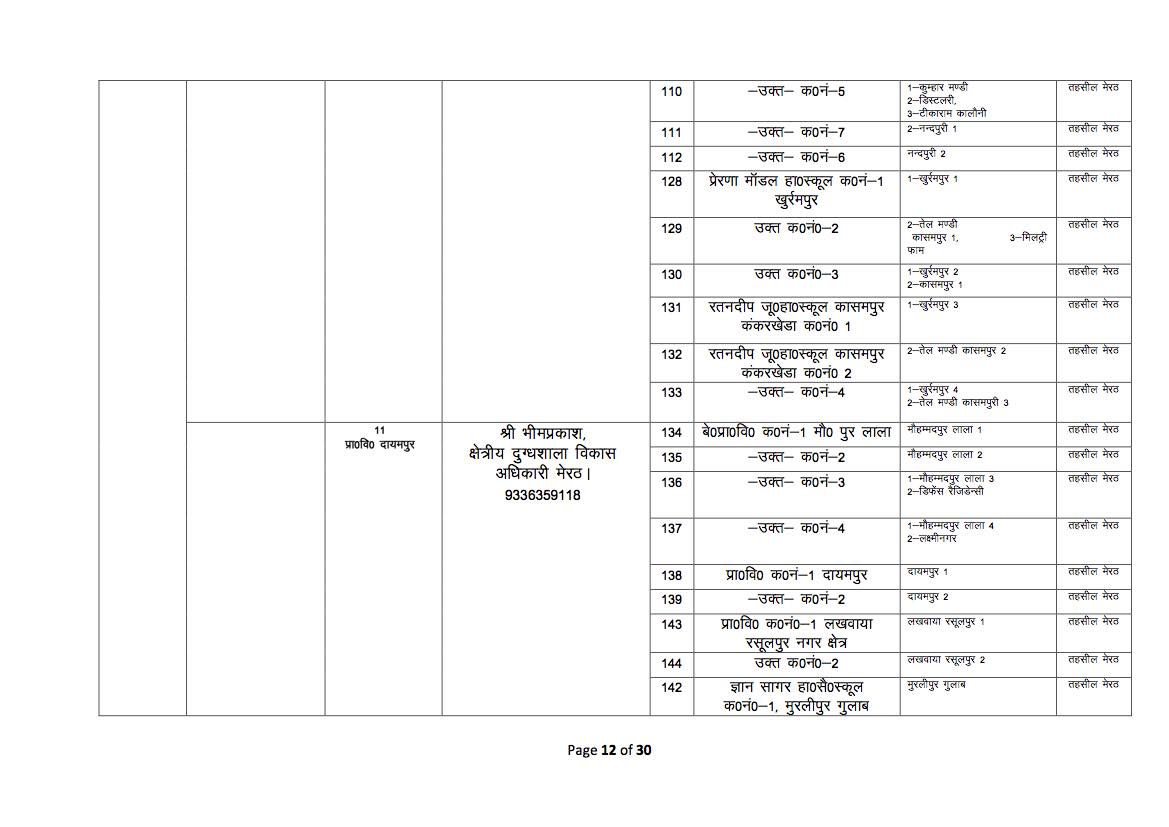 110 –उक्त– क0नं–5 1–कुम्हार मण्डी तहसील मेरठ
2–डिस्टलरी,
3–टीकाराम कालौनी
111 –उक्त– क0नं–7 2–नन्दपुरी 1 तहसील मेरठ
112 –उक्त– क0नं–6 नन्दपुरी 2 तहसील मेरठ
128 प्रेरणा मॉडल हा0स्कूल क0नं–1 1–खुर्रमपुर 1 तहसील मेरठ
खुर्रमपुर
129 उक्त क0नं0–2 2–तेल मण्डी तहसील मेरठ
कासमपुर 1, 3–मिलट्री
फाम
130 उक्त क0नं0–3 1–खुर्रमपुर 2 तहसील मेरठ
2–कासमपुर 1
131 रतनदीप जू0हा0स्कूल कासमपुर 1–खुर्रमपुर 3 तहसील मेरठ
कंकरखेडा क0नं0 1
132 रतनदीप जू0हा0स्कूल कासमपुर 2–तेल मण्डी कासमपुर 2 तहसील मेरठ
कंकरखेडा क0नं0 2
133 –उक्त– क0नं–4 1–खुर्रमपुर 4 तहसील मेरठ
2–तेल मण्डी कासमपुरी 3
11 श्री भीमप्रकाश, 134 बे0प्रा0वि0 क0नं–1 मौ0 पुर लाला मौहम्मदपुर लाला 1 तहसील मेरठ
प्रा0वि0 दायमपुर क्षेत्रीय दुग्धशाला विकास 135 –उक्त– क0नं–2 मौहम्मदपुर लाला 2 तहसील मेरठ
अधिकारी मेरठ। 136 –उक्त– क0नं–3 1–मौहम्मदपुर लाला 3 तहसील मेरठ
9336359118 2–डिफेंस रैजिडेन्सी
137 –उक्त– क0नं–4 1–मौहम्मदपुर लाला 4 तहसील मेरठ
2–लक्ष्मीनगर
138 प्रा0वि0 क0नं–1 दायमपुर दायमपुर 1 तहसील मेरठ
139 –उक्त– क0नं–2 दायमपुर 2 तहसील मेरठ
143 प्रा0वि0 क0नं0–1 लखवाया लखवाया रसूलपुर 1 तहसील मेरठ
रसूलपुर नगर क्षेत्र
144 उक्त क0नं0–2 लखवाया रसूलपुर 2 तहसील मेरठ
142 ज्ञान सागर हा0सै0स्कूल मुरलीपुर गुलाब तहसील मेरठ
क0नं0–1, मुरलीपुर गुलाब
Page 12 of 30